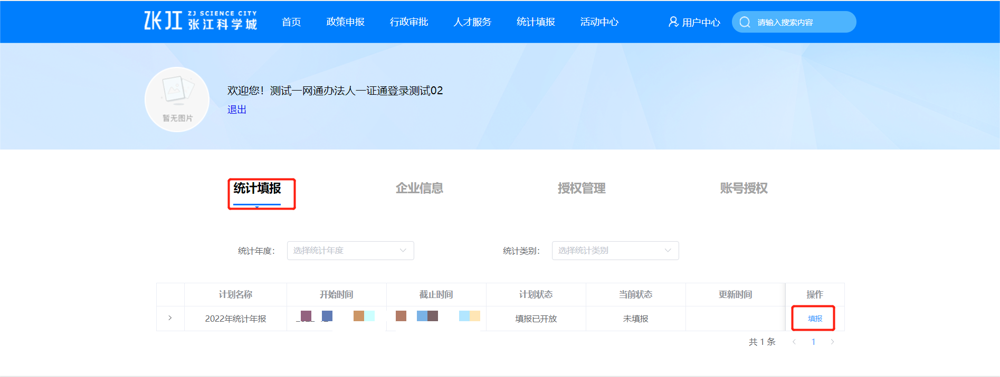 张江 ZJ SCIENCE CITY 张江科学城
首页 政策申报 行政审批 人才服务 统计填报 活动中心 用户中心 请输入搜索内容
暂无图片
欢迎您！测试一网通办法人一证通登录测试02
退出
统计填报 企业信息 授权管理 账号授权
统计年度： 选择统计年度 统计类别： 选择统计类别
计划名称 开始时间 截止时间 计划状态 当前状态 更新时间 操作
2022年统计年报 填报已开放 未填报 填报
共 1 条 < 1 >